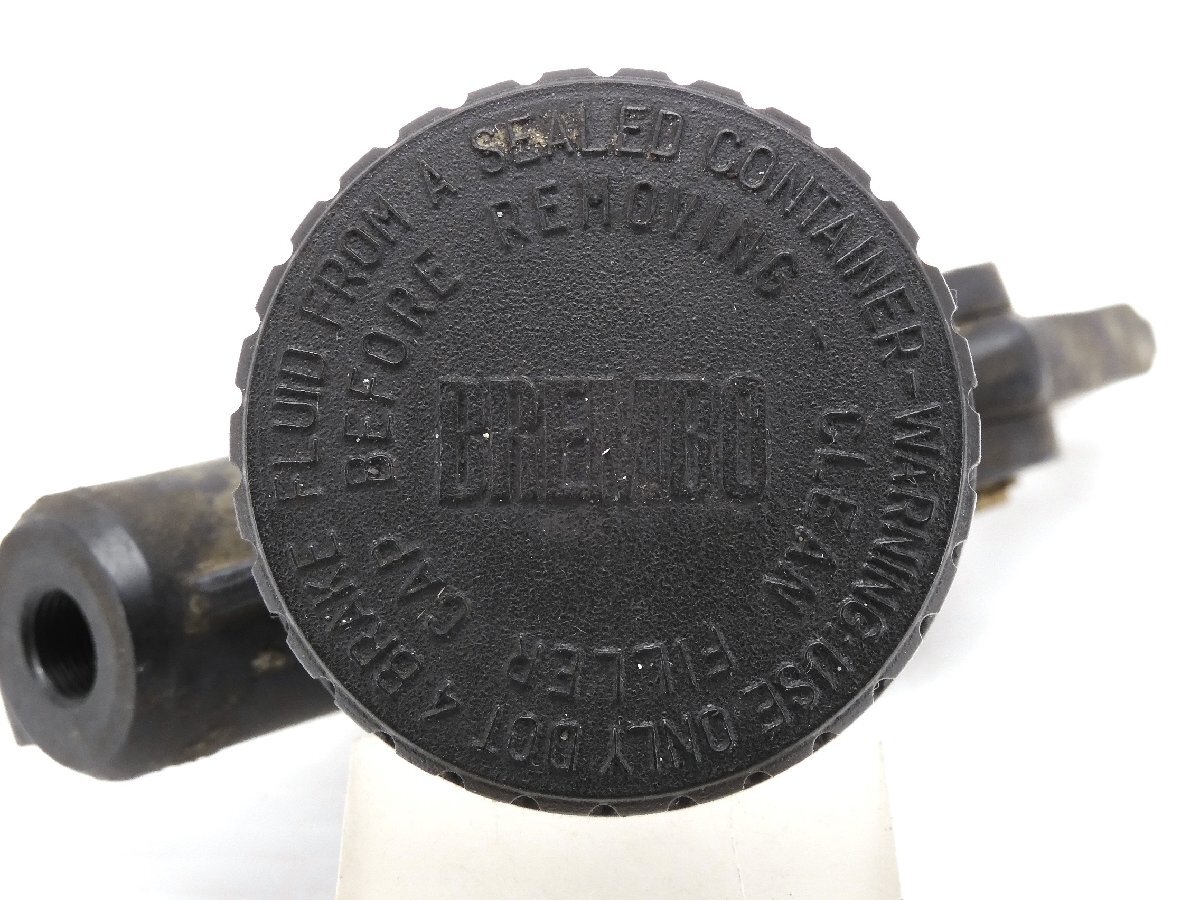 WARNING:USE ONLY DOT 4 BRAKE FLUID FROM A SEALED CONTAINER-
CLEAN FILLER CAP BEFORE REMOVING -
BREMBO